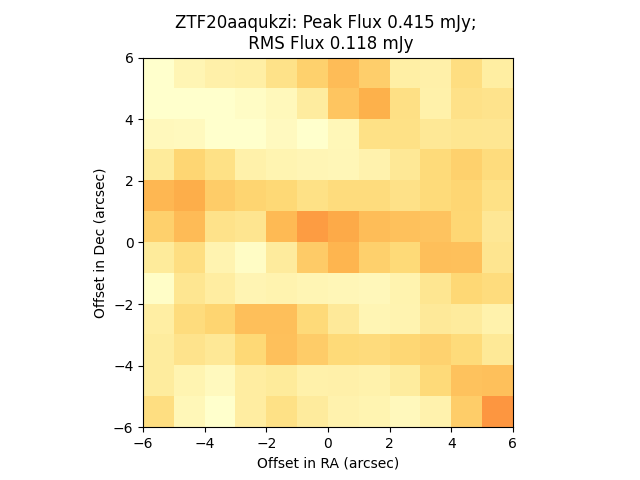 ZTF20aaqukzi: Peak Flux 0.415 mJy;
RMS Flux 0.118 mJy
6
4
2
0
−2
−4
−6
Offset in Dec (arcsec)
−6 −4 −2 0 2 4 6
Offset in RA (arcsec)